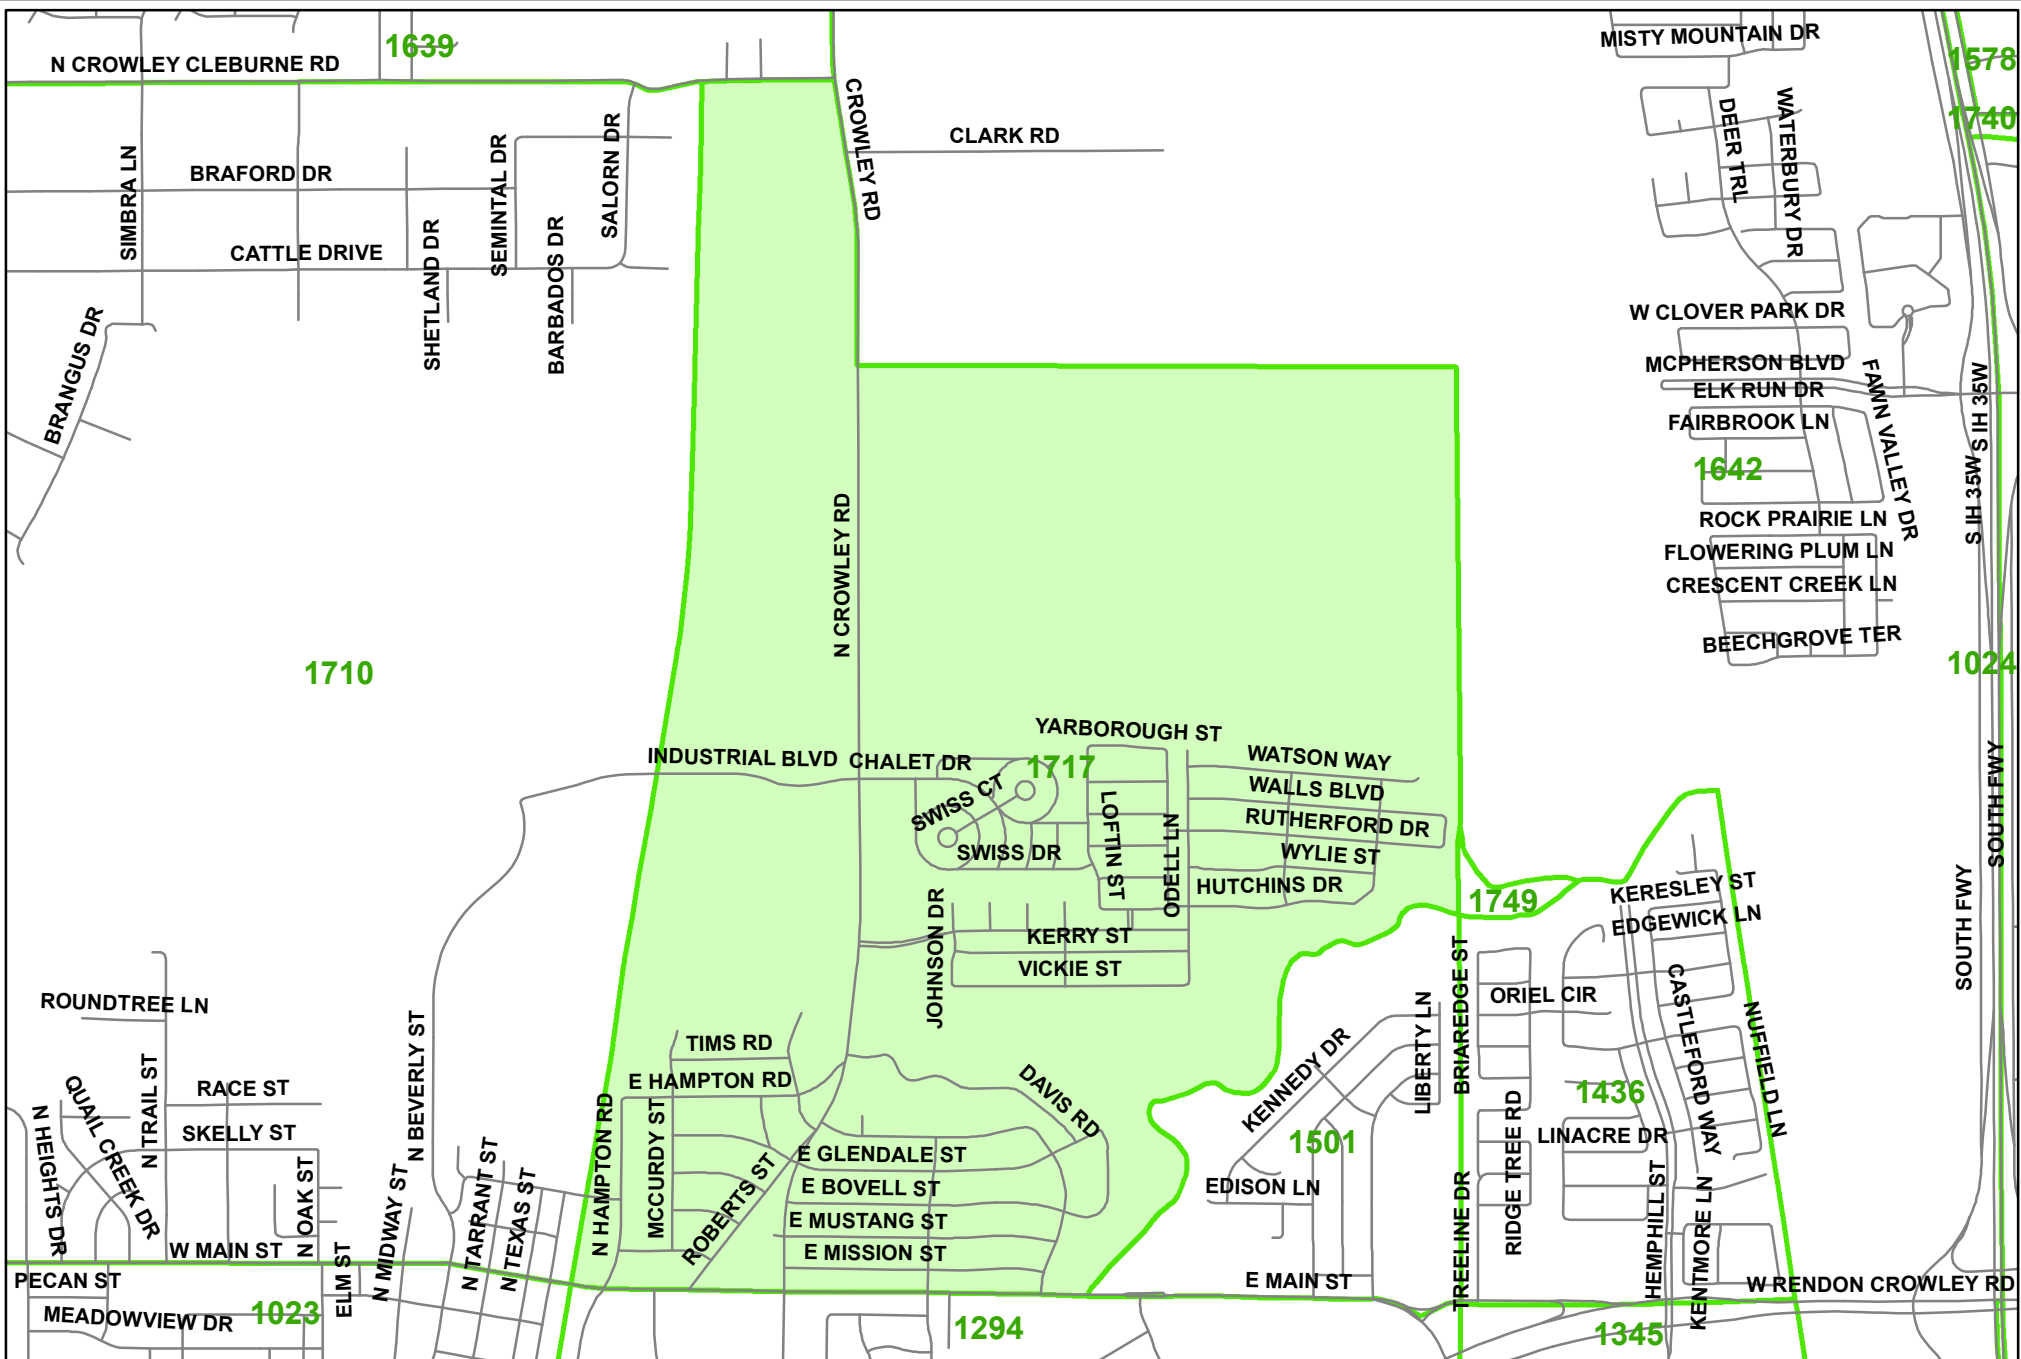 1639
N CROWLEY CLEBURNE RD
MISTY MOUNTAIN DR
1578
1740
CROWLEY RD
CLARK RD
DEER TRL
WATERBURY DR
SIMBRA LN
BRAFORD DR
SEMINTAL DR
SALORN DR
CATTLE DRIVE
SHETLAND DR
BARBADOS DR
BRANGUS DR
W CLOVER PARK DR
MCPHERSON BLVD
ELK RUN DR
FAIRBROOK LN
FAWN VALLEY DR
S IH 35W
S IH 35W
1642
ROCK PRAIRIE LN
FLOWERING PLUM LN
CRESCENT CREEK LN
BEECHGROVE TER
N CROWLEY RD
1710
1024
YARBOROUGH ST
INDUSTRIAL BLVD
CHALET DR
1717
WATSON WAY
WALLS BLVD
SWISS CT
LOFTIN ST
ODELL LN
RUTHERFORD DR
SWISS DR
WYLIE ST
HUTCHINS DR
SOUTH FWY
SOUTH FWY
1749
KERESLEY ST
EDGEWICK LN
JOHNSON DR
KERRY ST
VICKIE ST
BRIAREDGE ST
ORIEL CIR
CASTLEFORD WAY
NUFFIELD LN
ROUNDTREE LN
N BEVERLY ST
TIMS RD
E HAMPTON RD
DAVIS RD
KENNEDY DR
LIBERTY LN
1436
RACE ST
N TRAIL ST
QUAIL CREEK DR
N HEIGHTS DR
SKELLY ST
N OAK ST
N HAMPTON RD
MCCURDY ST
ROBERTS ST
E GLENDALE ST
E BOVELL ST
E MUSTANG ST
E MISSION ST
1501
EDISON LN
LINACRE DR
RIDGE TREE RD
TREELINE DR
HEMPHILL ST
KENTMORE LN
N MIDWAY ST
N TARRANT ST
N TEXAS ST
W MAIN ST
ELM ST
PECAN ST
E MAIN ST
W RENDON CROWLEY RD
MEADOWVIEW DR
1023
1294
1345